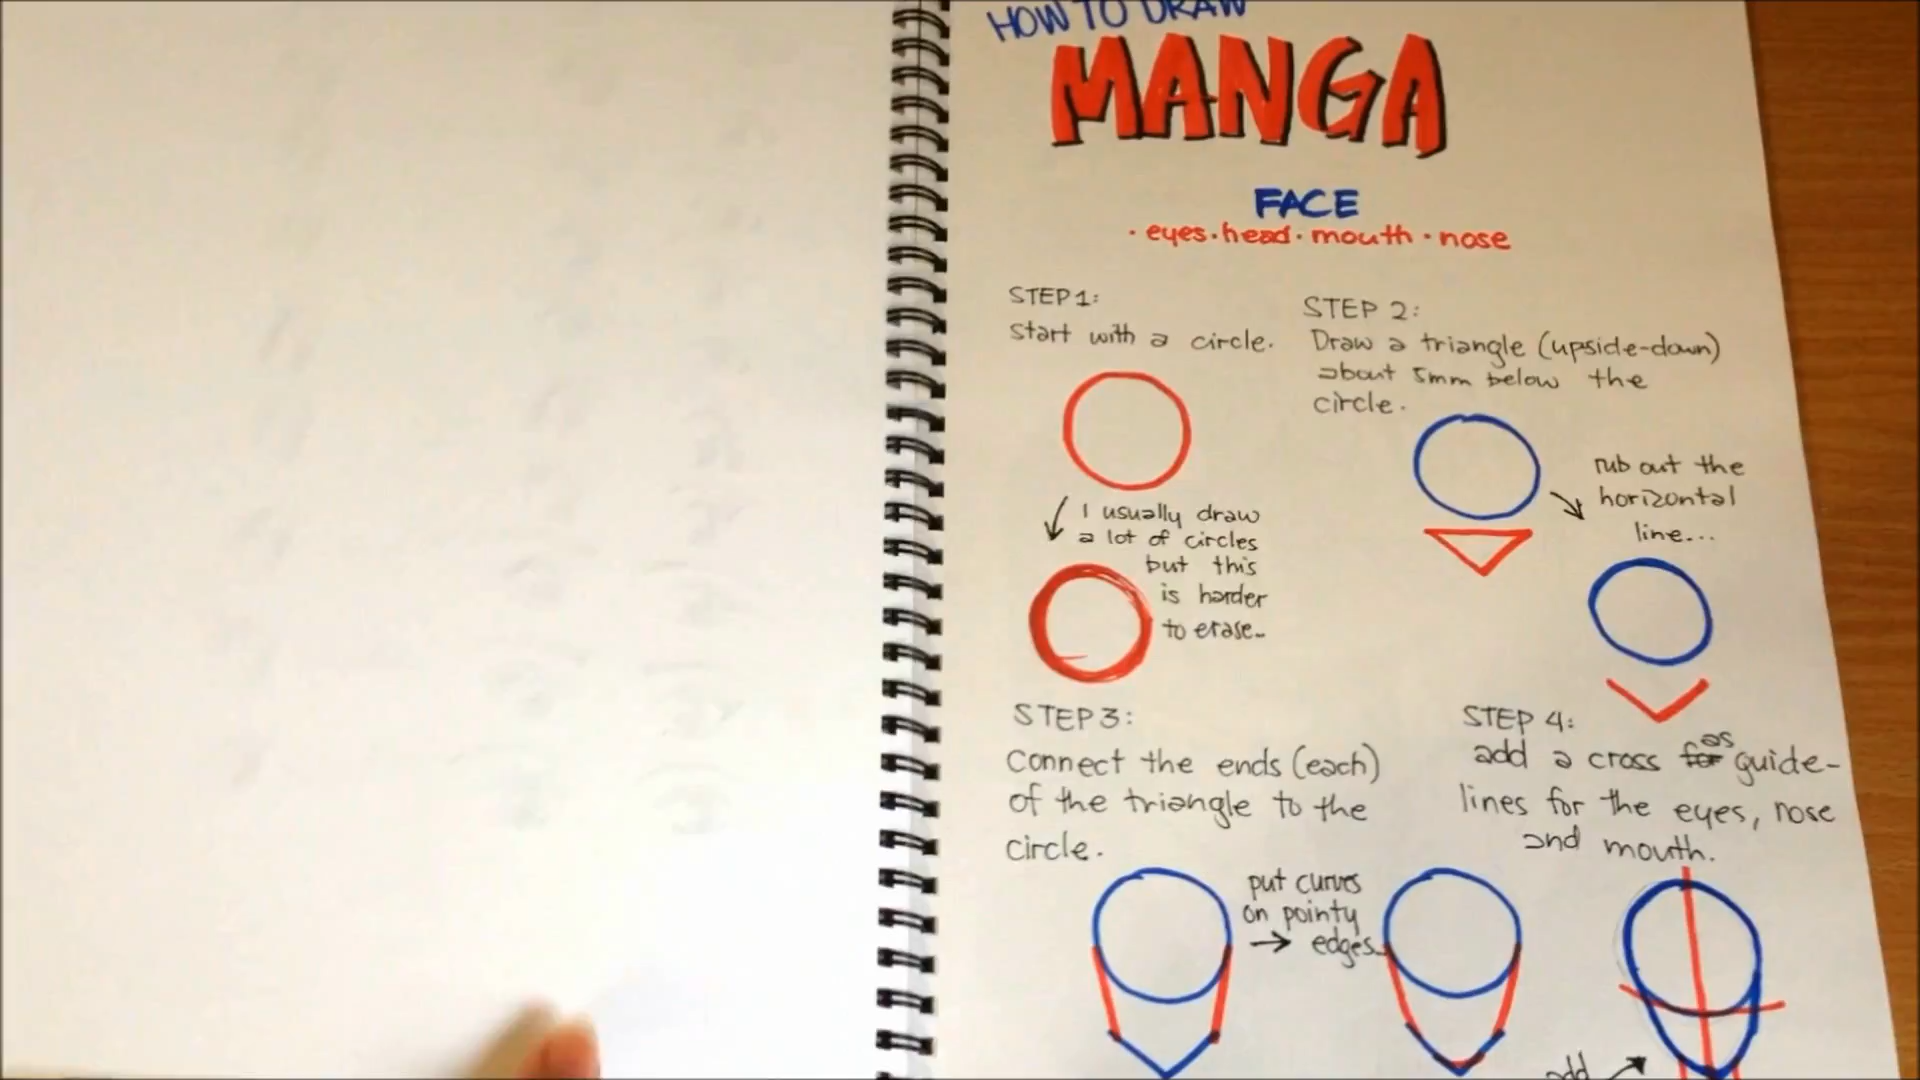 HOW TO DRAW
MANGA
FACE
· eyes · head · mouth · nose
STEP 1:
Start with a circle.
I usually draw
a lot of circles
but this
is harder
to erase..
STEP 2:
Draw a triangle (upside-down)
about 5mm below the
circle.
rub out the
horizontal
line...
STEP 3:
Connect the ends (each)
of the triangle to the
circle.
put curves
on pointy
→ edges..
STEP 4:
add a cross for as guide-
lines for the eyes, nose
and mouth.
add